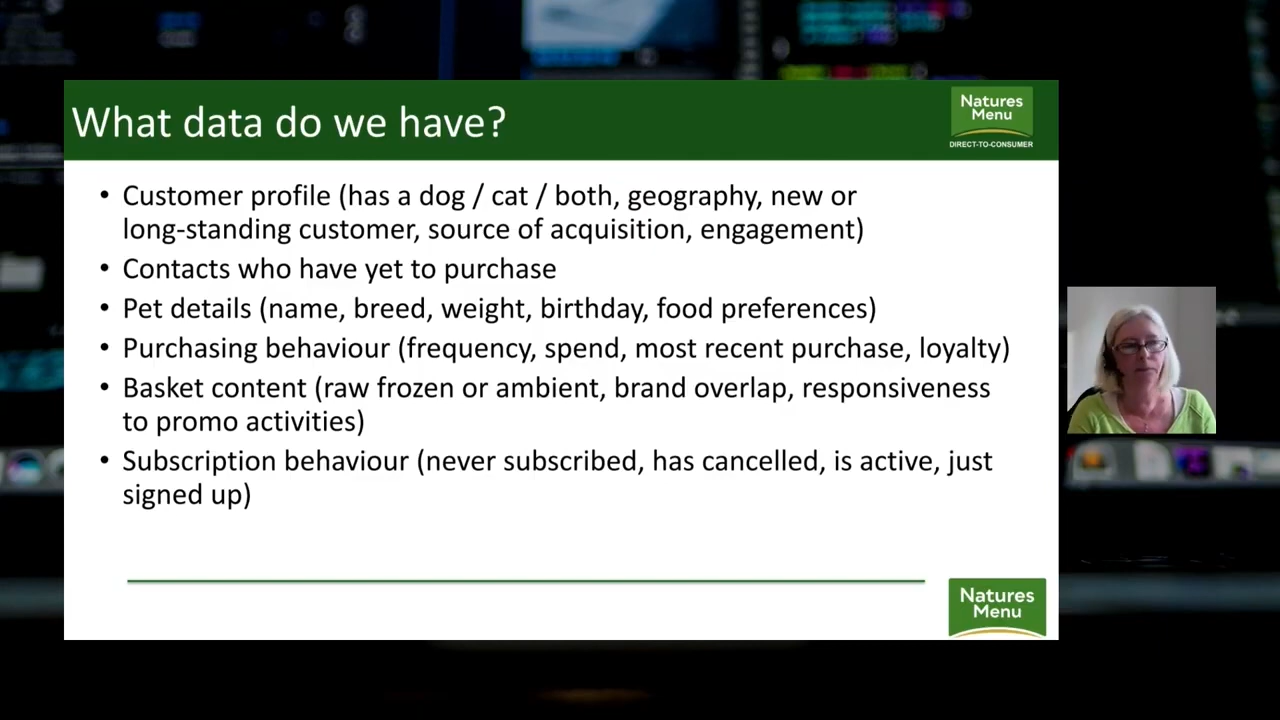 What data do we have?
Natures
Menu
DIRECT-TO-CONSUMER
• Customer profile (has a dog / cat / both, geography, new or
long-standing customer, source of acquisition, engagement)
• Contacts who have yet to purchase
• Pet details (name, breed, weight, birthday, food preferences)
• Purchasing behaviour (frequency, spend, most recent purchase, loyalty)
• Basket content (raw frozen or ambient, brand overlap, responsiveness
to promo activities)
• Subscription behaviour (never subscribed, has cancelled, is active, just
signed up)
Natures
Menu